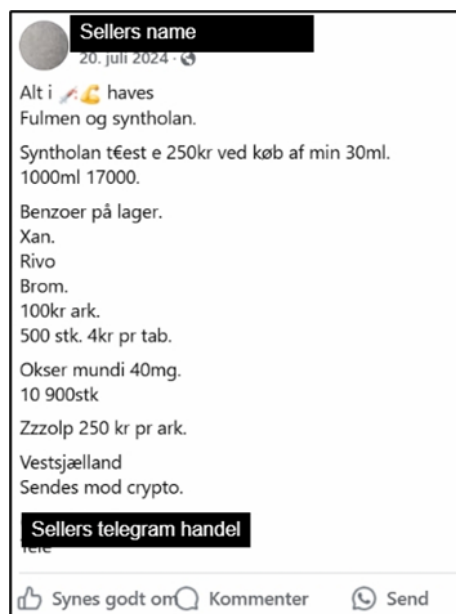 Sellers name
20. juli 2024 ·
Alt i 💉💪 haves
Fulmen og syntholan.
Syntholan t€est e 250kr ved køb af min 30ml.
1000ml 17000.
Benzoer på lager.
Xan.
Rivo
Brom.
100kr ark.
500 stk. 4kr pr tab.
Okser mundi 40mg.
10 900stk
Zzzolp 250 kr pr ark.
Vestsjælland
Sendes mod crypto.
Sellers telegram handel
Synes godt om Kommenter Send